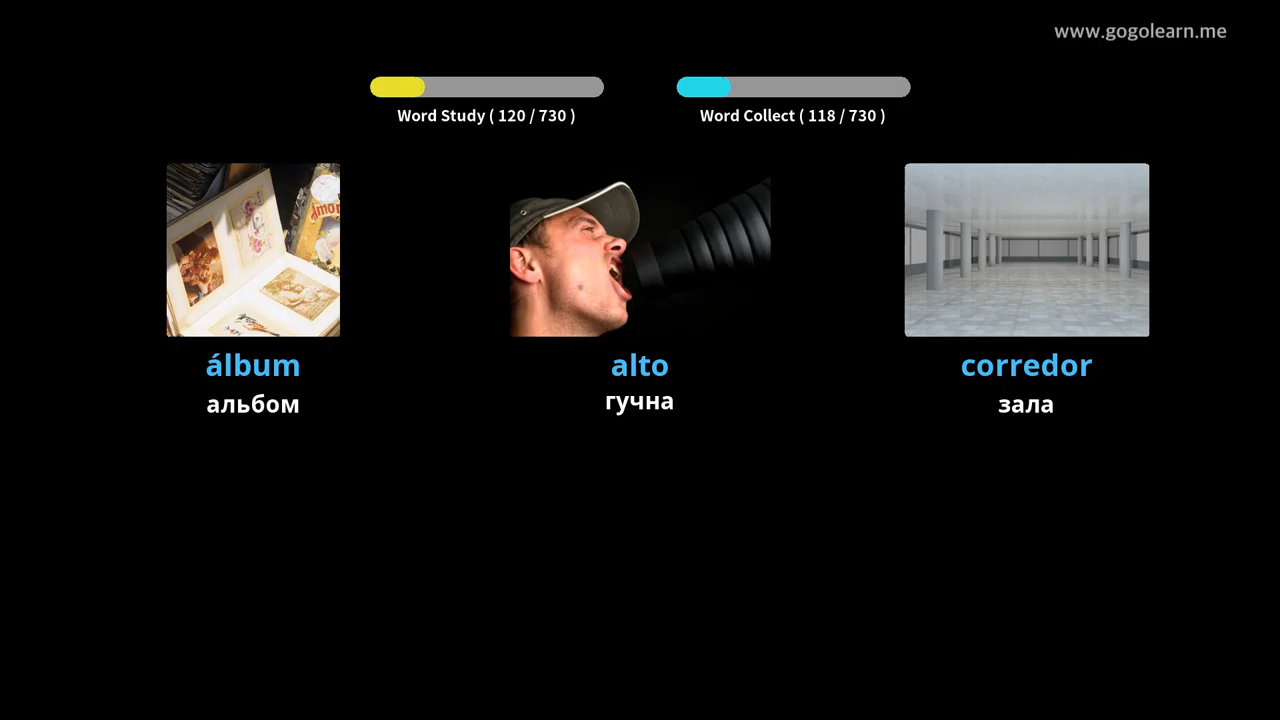 www.gogolearn.me
Word Study ( 120 / 730 )
Word Collect ( 118 / 730 )
álbum
альбом
alto
гучна
corredor
зала